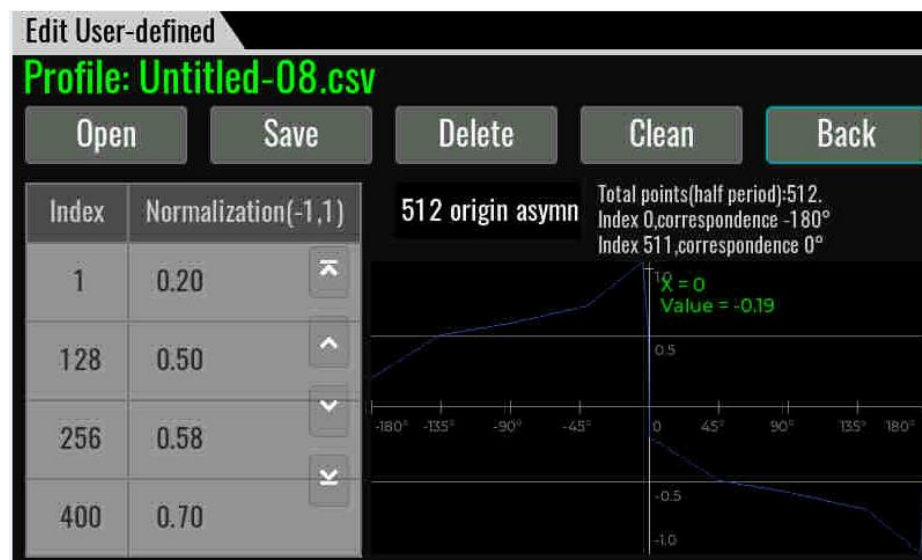 Edit User-defined
Profile: Untitled-08.csv
Open Save Delete Clean Back
Index Normalization(-1,1)
1 0.20
128 0.50
256 0.58
400 0.70
512 origin asymn
Total points(half period):512.
Index 0,correspondence -180°
Index 511,correspondence 0°
1.0
X = 0
Value = -0.19
0.5
-180° -135° -90° -45° 0 45° 90° 135° 180°
-0.5
-1.0